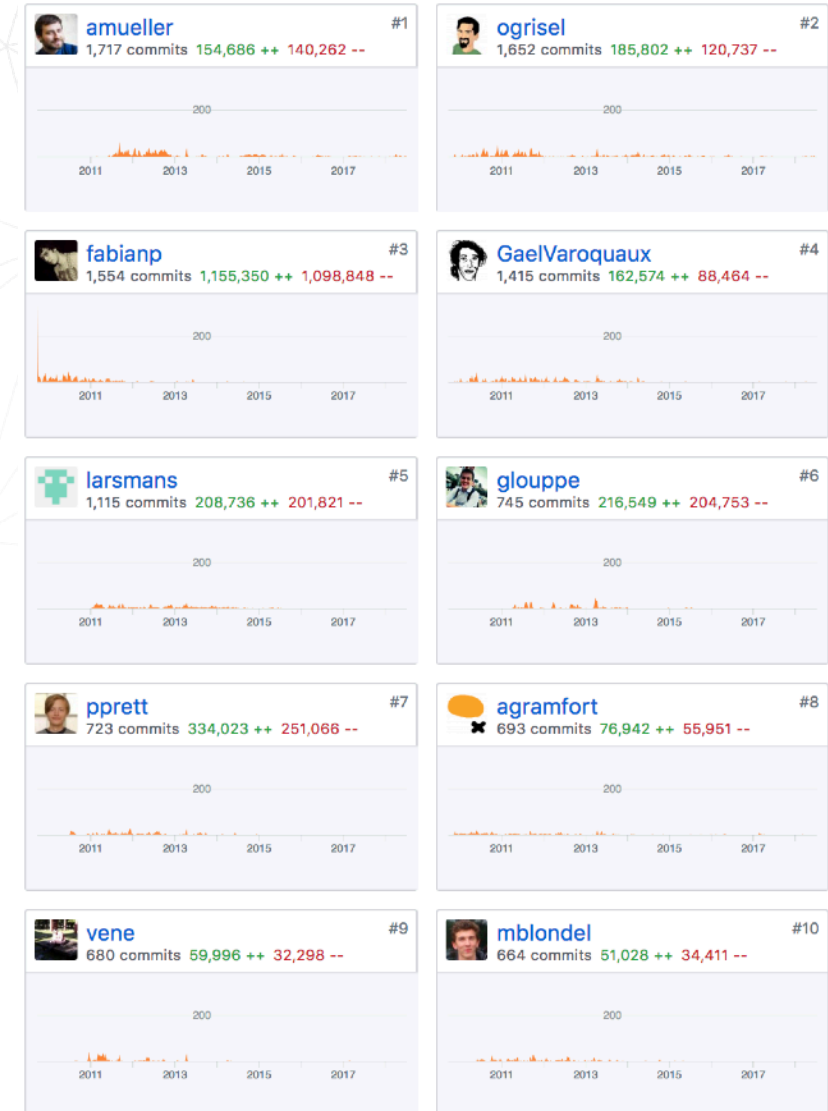 amueller #1
1,717 commits 154,686 ++ 140,262 --
200
2011 2013 2015 2017
ogrisel #2
1,652 commits 185,802 ++ 120,737 --
200
2011 2013 2015 2017
fabianp #3
1,554 commits 1,155,350 ++ 1,098,848 --
200
2011 2013 2015 2017
GaelVaroquaux #4
1,415 commits 162,574 ++ 88,464 --
200
2011 2013 2015 2017
larsmans #5
1,115 commits 208,736 ++ 201,821 --
200
2011 2013 2015 2017
glouppe #6
745 commits 216,549 ++ 204,753 --
200
2011 2013 2015 2017
pprett #7
723 commits 334,023 ++ 251,066 --
200
2011 2013 2015 2017
agramfort #8
693 commits 76,942 ++ 55,951 --
200
2011 2013 2015 2017
vene #9
680 commits 59,996 ++ 32,298 --
200
2011 2013 2015 2017
mblondel #10
664 commits 51,028 ++ 34,411 --
200
2011 2013 2015 2017